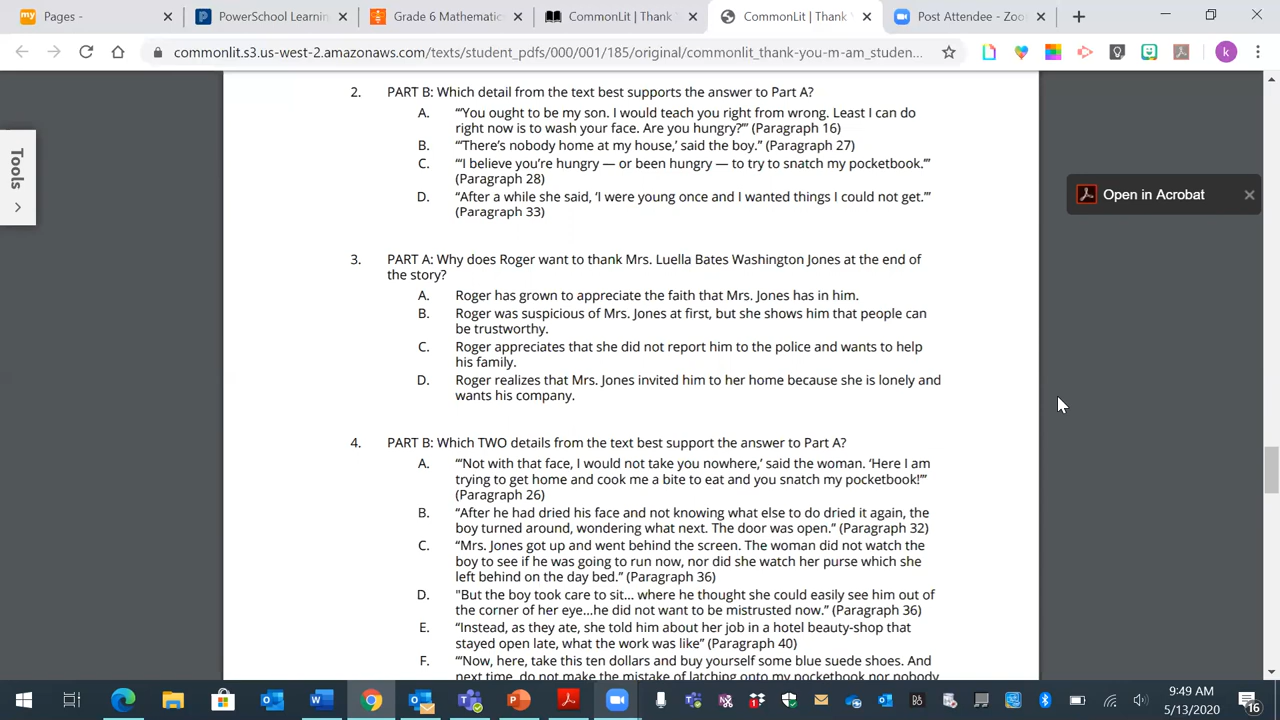 Pages -
PowerSchool Learnin
Grade 6 Mathematic
CommonLit | Thank Y
CommonLit | Thank Y
Post Attendee - Zoo
commonlit.s3.us-west-2.amazonaws.com/texts/student_pdfs/000/001/185/original/commonlit_thank-you-m-am_studen...
k
Tools
Open in Acrobat
2. PART B: Which detail from the text best supports the answer to Part A?
A. “‘You ought to be my son. I would teach you right from wrong. Least I can do
right now is to wash your face. Are you hungry?’” (Paragraph 16)
B. “‘There’s nobody home at my house,’ said the boy.” (Paragraph 27)
C. “‘I believe you’re hungry — or been hungry — to try to snatch my pocketbook.’”
(Paragraph 28)
D. “After a while she said, ‘I were young once and I wanted things I could not get.’”
(Paragraph 33)
3. PART A: Why does Roger want to thank Mrs. Luella Bates Washington Jones at the end of
the story?
A. Roger has grown to appreciate the faith that Mrs. Jones has in him.
B. Roger was suspicious of Mrs. Jones at first, but she shows him that people can
be trustworthy.
C. Roger appreciates that she did not report him to the police and wants to help
his family.
D. Roger realizes that Mrs. Jones invited him to her home because she is lonely and
wants his company.
4. PART B: Which TWO details from the text best support the answer to Part A?
A. “‘Not with that face, I would not take you nowhere,’ said the woman. ‘Here I am
trying to get home and cook me a bite to eat and you snatch my pocketbook!’”
(Paragraph 26)
B. “After he had dried his face and not knowing what else to do dried it again, the
boy turned around, wondering what next. The door was open.” (Paragraph 32)
C. “Mrs. Jones got up and went behind the screen. The woman did not watch the
boy to see if he was going to run now, nor did she watch her purse which she
left behind on the day bed.” (Paragraph 36)
D. "But the boy took care to sit... where he thought she could easily see him out of
the corner of her eye...he did not want to be mistrusted now.” (Paragraph 36)
E. “Instead, as they ate, she told him about her job in a hotel beauty-shop that
stayed open late, what the work was like” (Paragraph 40)
F. “‘Now, here, take this ten dollars and buy yourself some blue suede shoes. And
next time, do not make the mistake of latching onto my pocketbook nor nobody
9:49 AM
5/13/2020
16